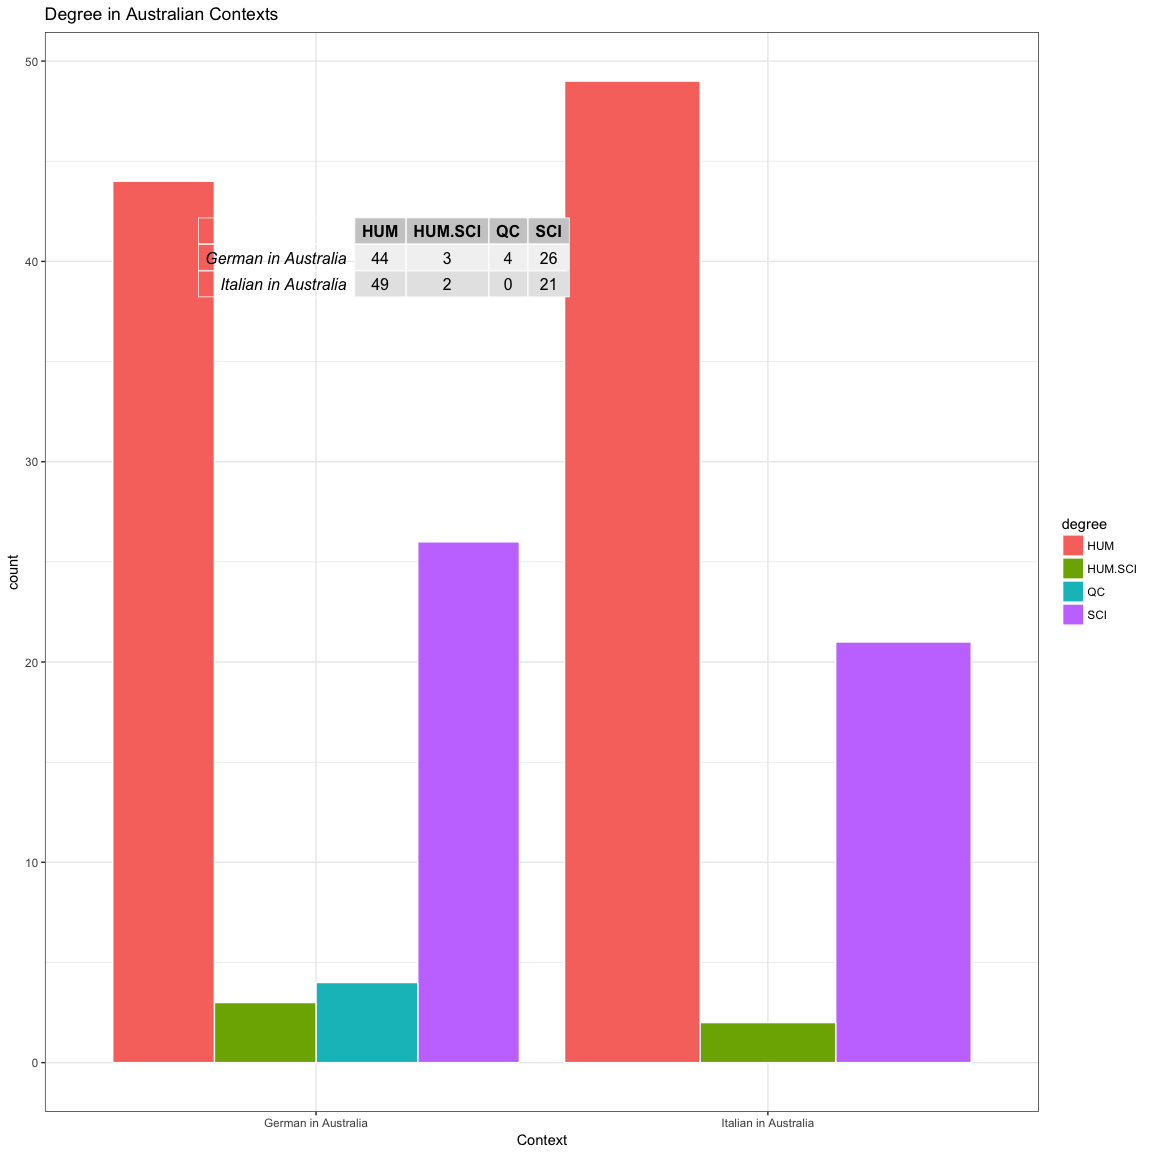 Degree in Australian Contexts
50
40
30
20
10
0
count
HUM HUM.SCI QC SCI
German in Australia 44 3 4 26
Italian in Australia 49 2 0 21
German in Australia
Italian in Australia
Context
degree
HUM
HUM.SCI
QC
SCI